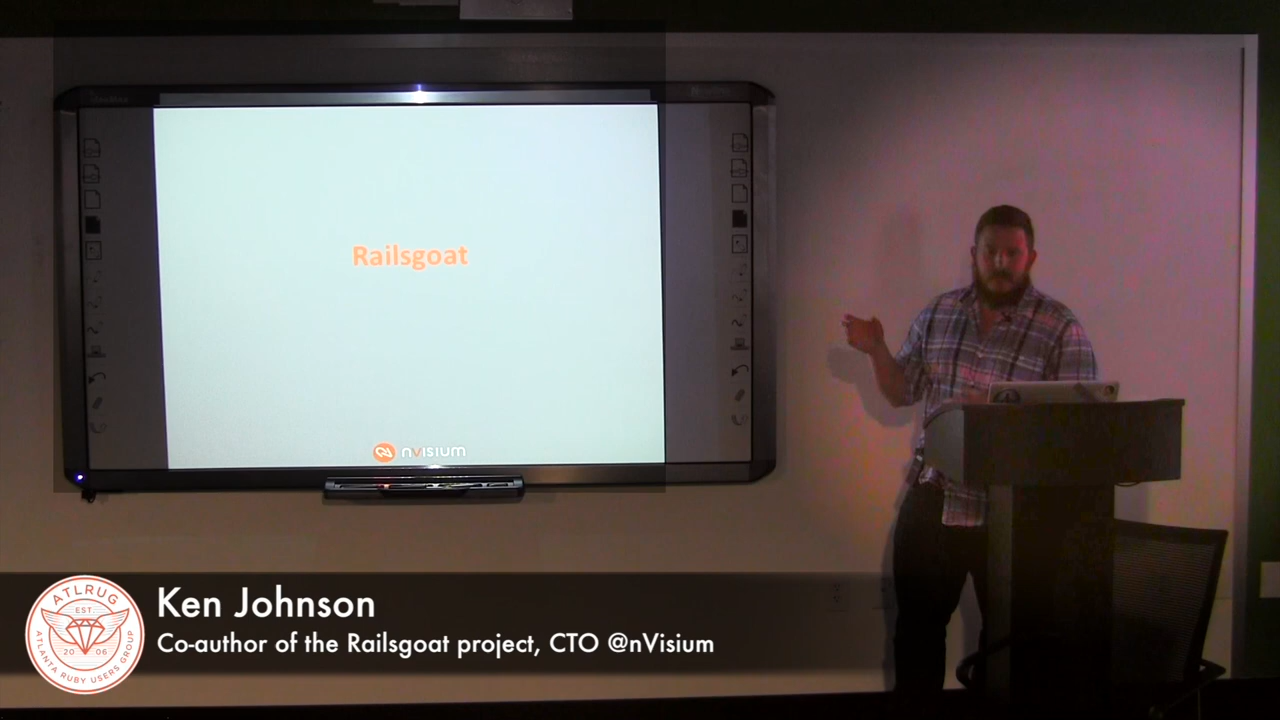 Railsgoat
nVisium
ATLRUG
EST.
20 06
ATLANTA RUBY USERS GROUP
Ken Johnson
Co-author of the Railsgoat project, CTO @nVisium